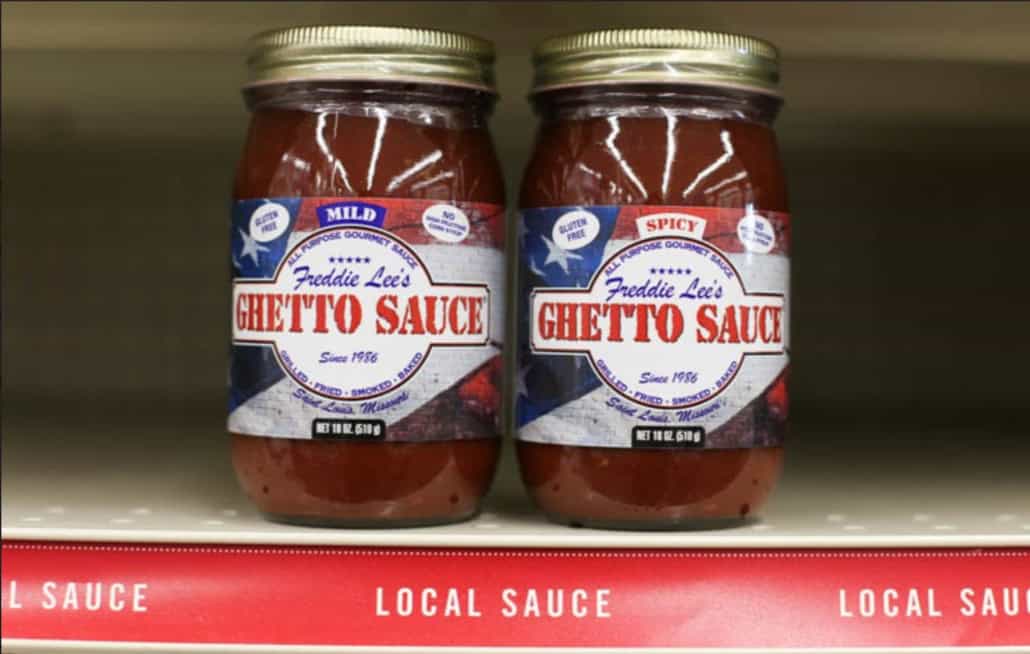 GLUTEN
FREE
MILD
NO
HIGH FRUCTOSE
CORN SYRUP
ALL PURPOSE GOURMET SAUCE
Freddie Lee's
GHETTO SAUCE
Since 1986
GRILLED • FRIED • SMOKED • BAKED
Saint Louis, Missouri
NET 18 OZ. (510 g)
GLUTEN
FREE
SPICY
NO
ALL PURPOSE GOURMET SAUCE
Freddie Lee's
GHETTO SAUCE
Since 1986
GRILLED • FRIED • SMOKED • BAKED
Saint Louis, Missouri
NET 18 OZ. (510 g)
L SAUCE
LOCAL SAUCE
LOCAL SAU